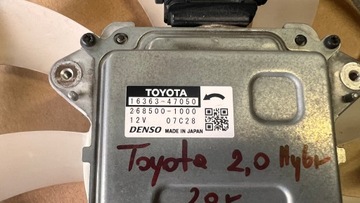 TOYOTA
16363-47050
268500-1000
12V 07C28
DENSO MADE IN JAPAN
Toyota 2,0 Hybr